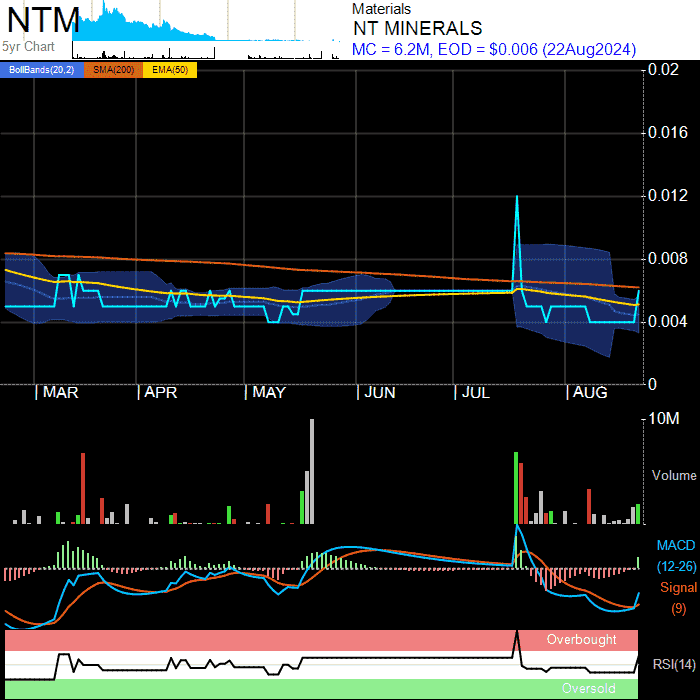 NTM
5yr Chart
Materials
NT MINERALS
MC = 6.2M, EOD = $0.006 (22Aug2024)
BollBands(20,2) SMA(200) EMA(50)
0.02
0.016
0.012
0.008
0.004
0
MAR APR MAY JUN JUL AUG
10M
Volume
MACD
(12-26)
Signal
(9)
Overbought
RSI(14)
Oversold